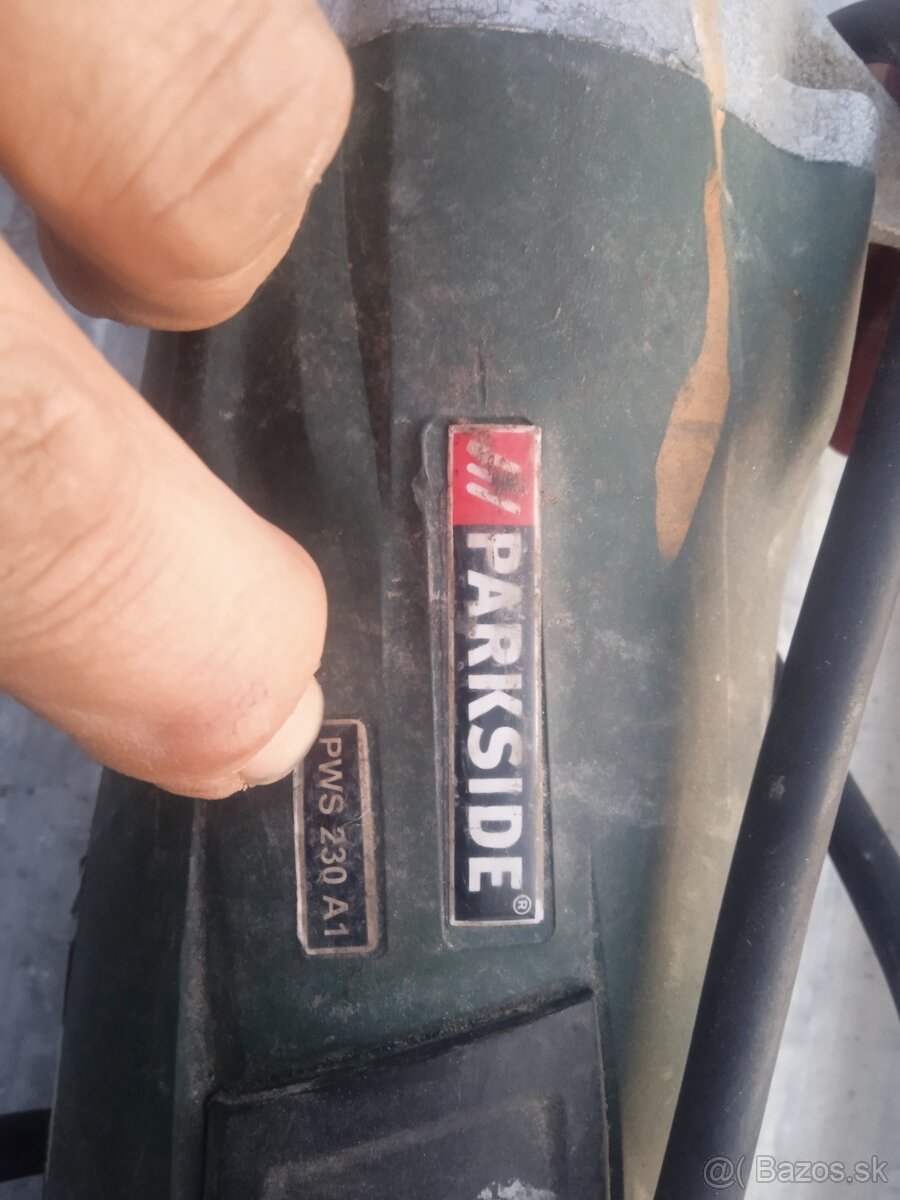 PARKSIDE®
PWS 230 A1
@( Bazos.sk